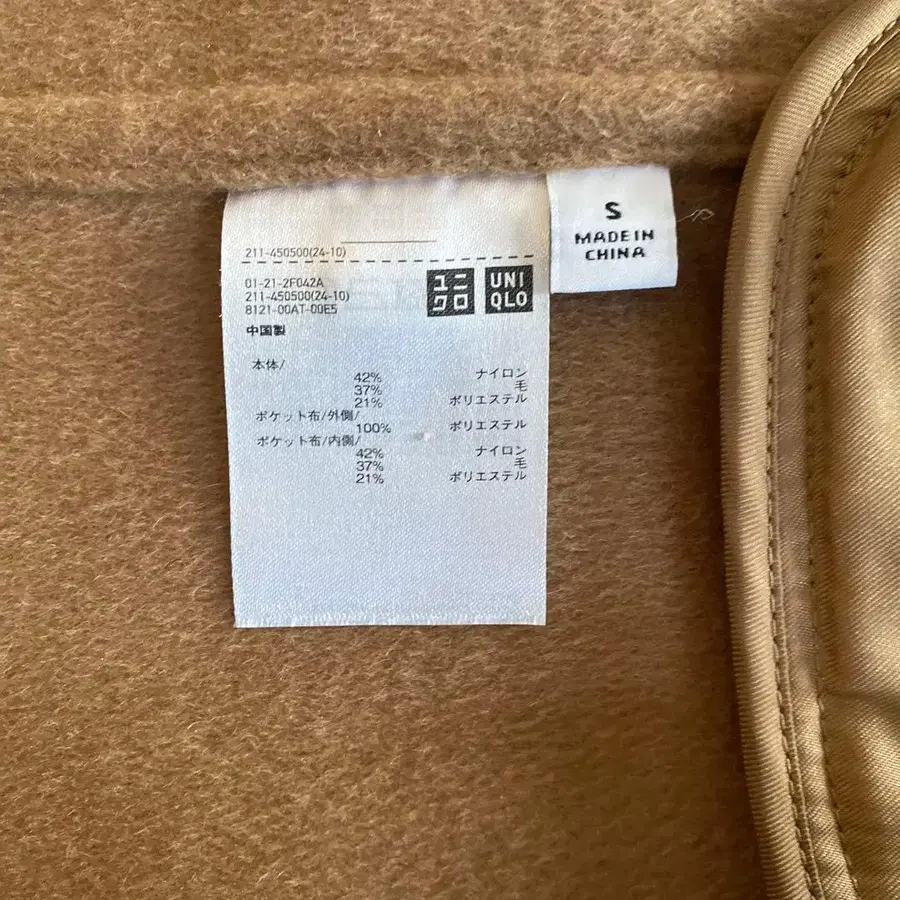 211-450500(24-10)
01-21-2F042A
211-450500(24-10)
8121-00AT-00E5
中国製
ユニ
クロ
UNI
QLO
本体/
42% ナイロン
37% 毛
21% ポリエステル
ポケット布/外側/
100% ポリエステル
ポケット布/内側/
42% ナイロン
37% 毛
21% ポリエステル
S
MADE IN
CHINA